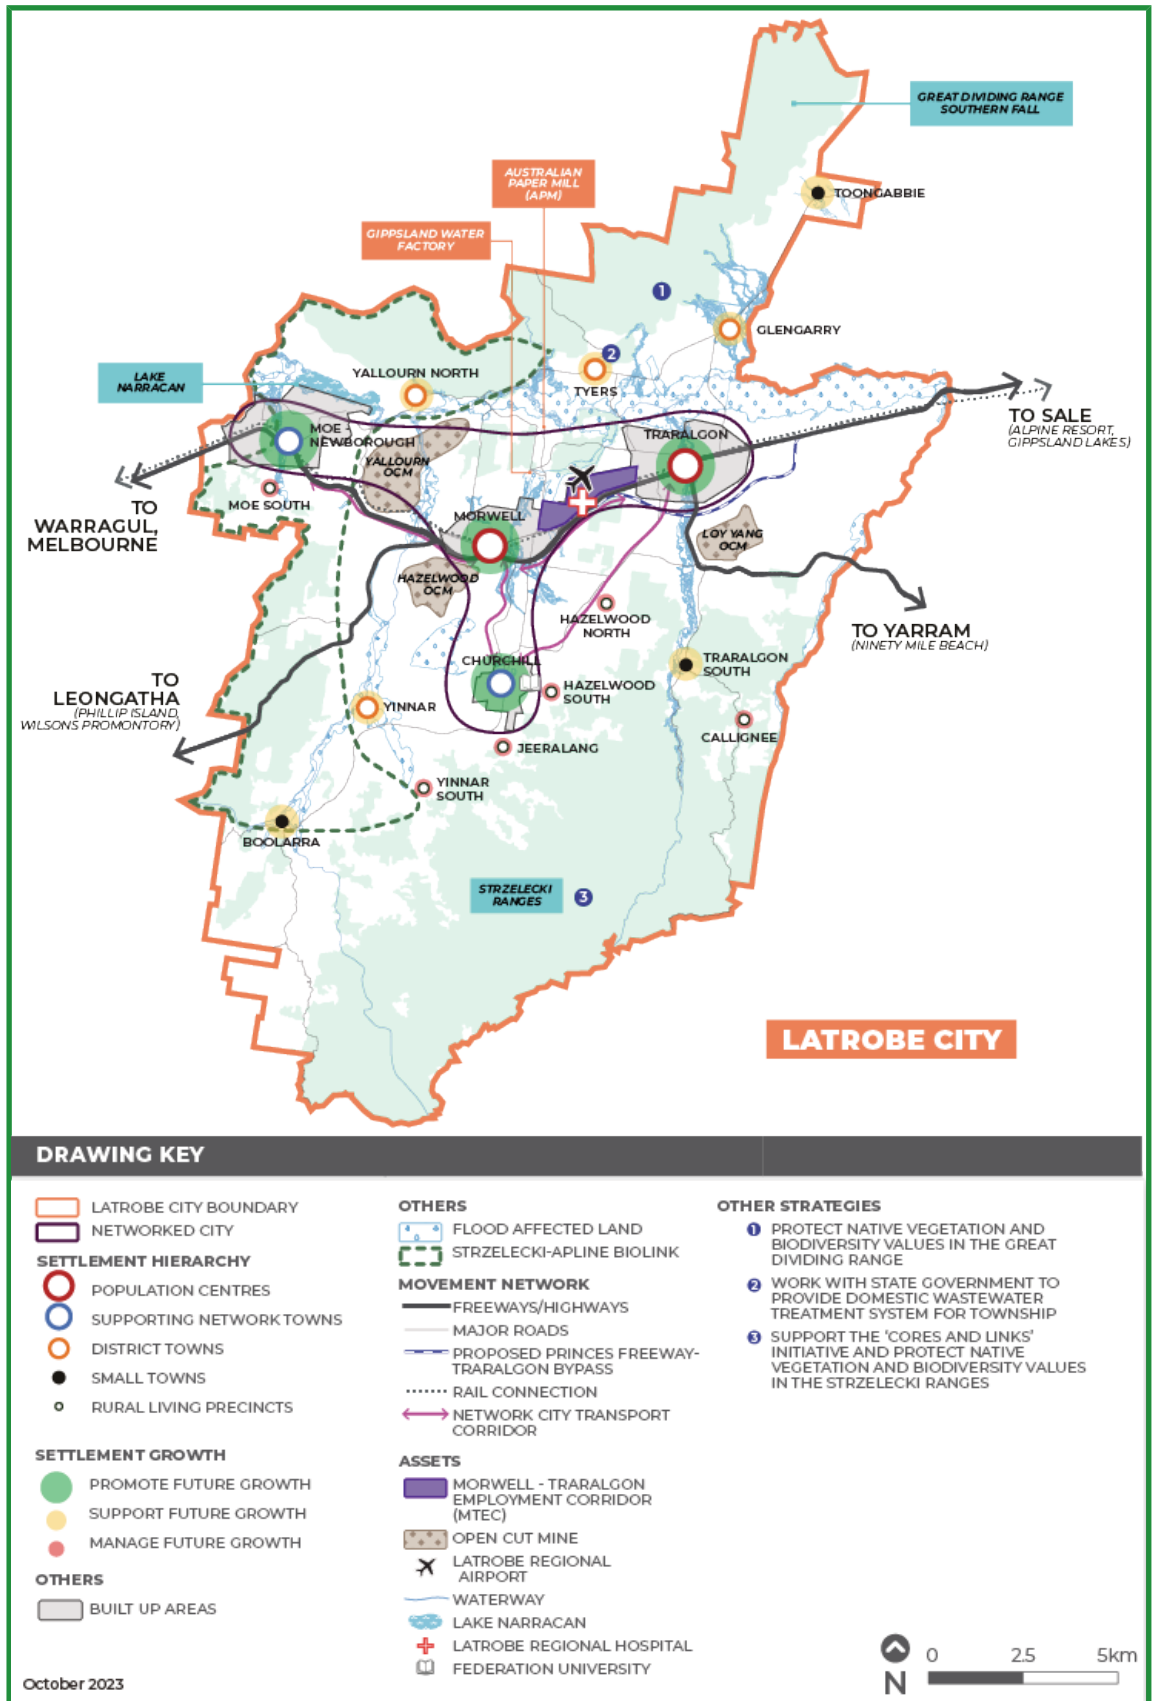 GREAT DIVIDING RANGE
SOUTHERN FALL
AUSTRALIAN
PAPER MILL
(APM)
TOONGABBIE
GIPPSLAND WATER
FACTORY
1
GLENGARRY
2
LAKE
NARRACAN
YALLOURN NORTH
TYERS
TO SALE
(ALPINE RESORT,
GIPPSLAND LAKES)
MOE -
NEWBOROUGH
TRARALGON
YALLOURN
OCM
MOE SOUTH
TO
WARRAGUL,
MELBOURNE
MORWELL
LOY YANG
OCM
HAZELWOOD
OCM
HAZELWOOD
NORTH
TO YARRAM
(NINETY MILE BEACH)
CHURCHILL
TRARALGON
SOUTH
TO
LEONGATHA
(PHILLIP ISLAND,
WILSONS PROMONTORY)
HAZELWOOD
SOUTH
YINNAR
CALLIGNEE
JEERALANG
YINNAR
SOUTH
BOOLARRA
STRZELECKI
RANGES
3
LATROBE CITY
DRAWING KEY
LATROBE CITY BOUNDARY
NETWORKED CITY
SETTLEMENT HIERARCHY
POPULATION CENTRES
SUPPORTING NETWORK TOWNS
DISTRICT TOWNS
SMALL TOWNS
RURAL LIVING PRECINCTS
SETTLEMENT GROWTH
PROMOTE FUTURE GROWTH
SUPPORT FUTURE GROWTH
MANAGE FUTURE GROWTH
OTHERS
BUILT UP AREAS
October 2023
OTHERS
FLOOD AFFECTED LAND
STRZELECKI-APLINE BIOLINK
MOVEMENT NETWORK
FREEWAYS/HIGHWAYS
MAJOR ROADS
PROPOSED PRINCES FREEWAY-
TRARALGON BYPASS
RAIL CONNECTION
NETWORK CITY TRANSPORT
CORRIDOR
ASSETS
MORWELL - TRARALGON
EMPLOYMENT CORRIDOR
(MTEC)
OPEN CUT MINE
LATROBE REGIONAL
AIRPORT
WATERWAY
LAKE NARRACAN
LATROBE REGIONAL HOSPITAL
FEDERATION UNIVERSITY
OTHER STRATEGIES
1 PROTECT NATIVE VEGETATION AND
BIODIVERSITY VALUES IN THE GREAT
DIVIDING RANGE
2 WORK WITH STATE GOVERNMENT TO
PROVIDE DOMESTIC WASTEWATER
TREATMENT SYSTEM FOR TOWNSHIP
3 SUPPORT THE 'CORES AND LINKS'
INITIATIVE AND PROTECT NATIVE
VEGETATION AND BIODIVERSITY VALUES
IN THE STRZELECKI RANGES
N
0 2.5 5km